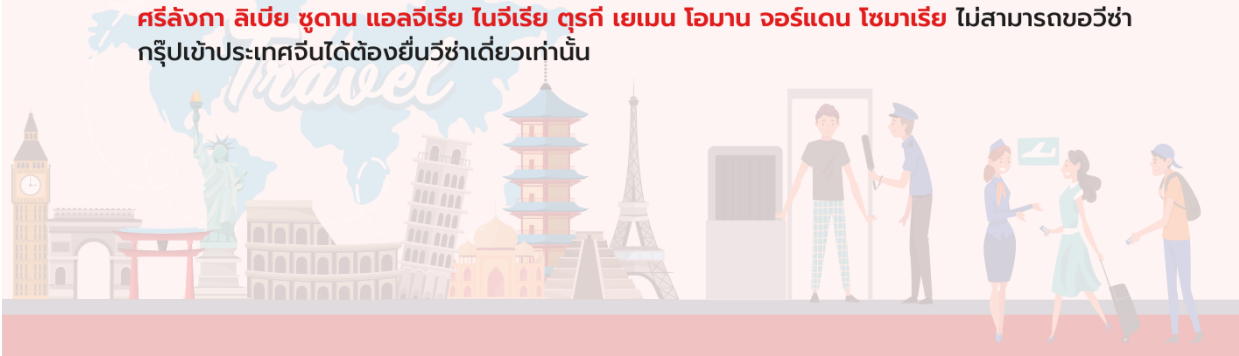 ศรีลังกา ลิเบีย ซูดาน แอลจีเรีย ไนจีเรีย ตุรกี เยเมน โอมาน จอร์แดน โซมาเรีย ไม่สามารถขอวีซ่า
กรุ๊ปเข้าประเทศจีนได้ต้องยื่นวีซ่าเดี่ยวเท่านั้น
Travel